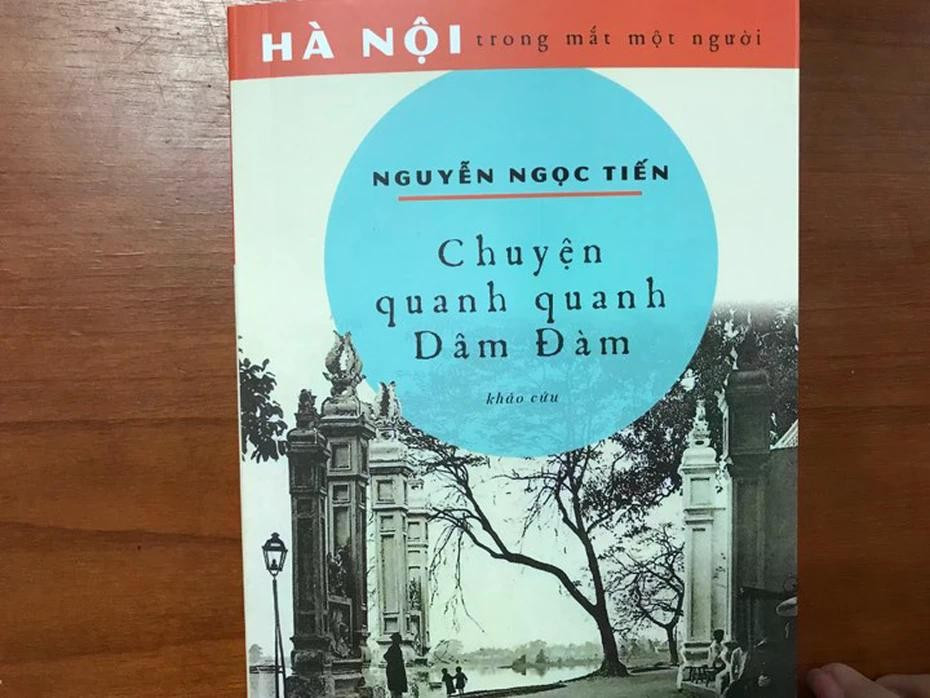 HÀ NỘI trong mắt một người
NGUYỄN NGỌC TIẾN
Chuyện
quanh quanh
Dâm Đàm
khảo cứu